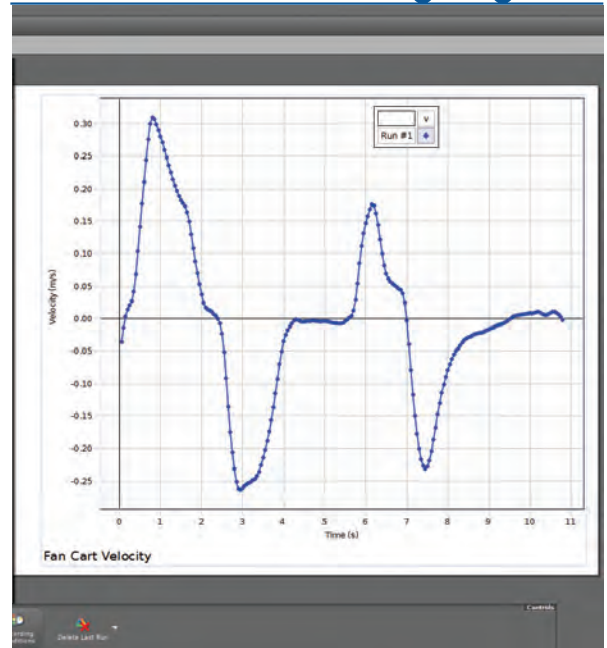 v
Run #1
0.30
0.25
0.20
0.15
0.10
0.05
0.00
-0.05
-0.10
-0.15
-0.20
-0.25
Velocity (m/s)
0 1 2 3 4 5 6 7 8 9 10 11
Time (s)
Fan Cart Velocity
Controls
Delete Last Run